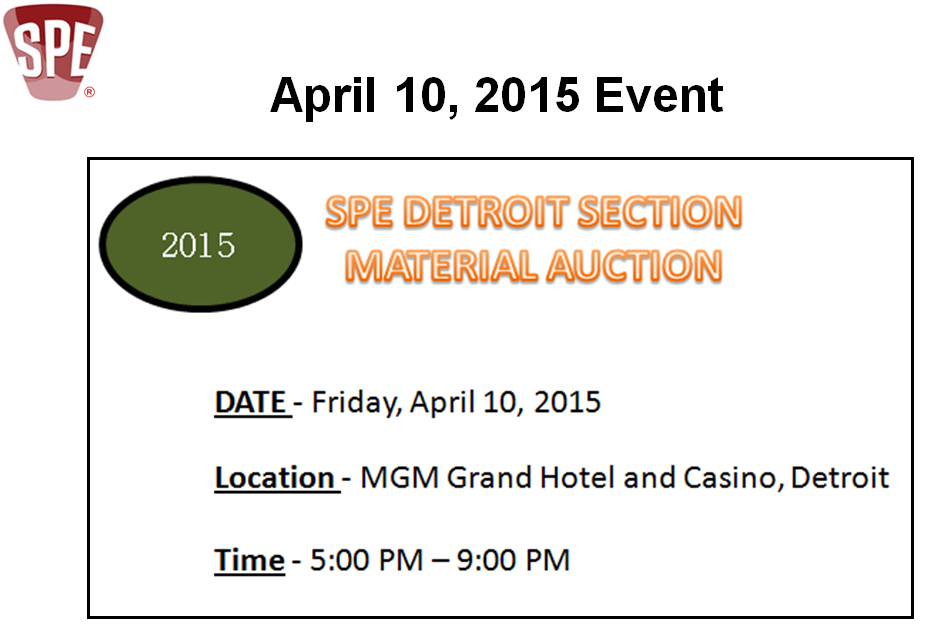 SPE®
April 10, 2015 Event
2015
SPE DETROIT SECTION
MATERIAL AUCTION
DATE - Friday, April 10, 2015
Location - MGM Grand Hotel and Casino, Detroit
Time - 5:00 PM – 9:00 PM